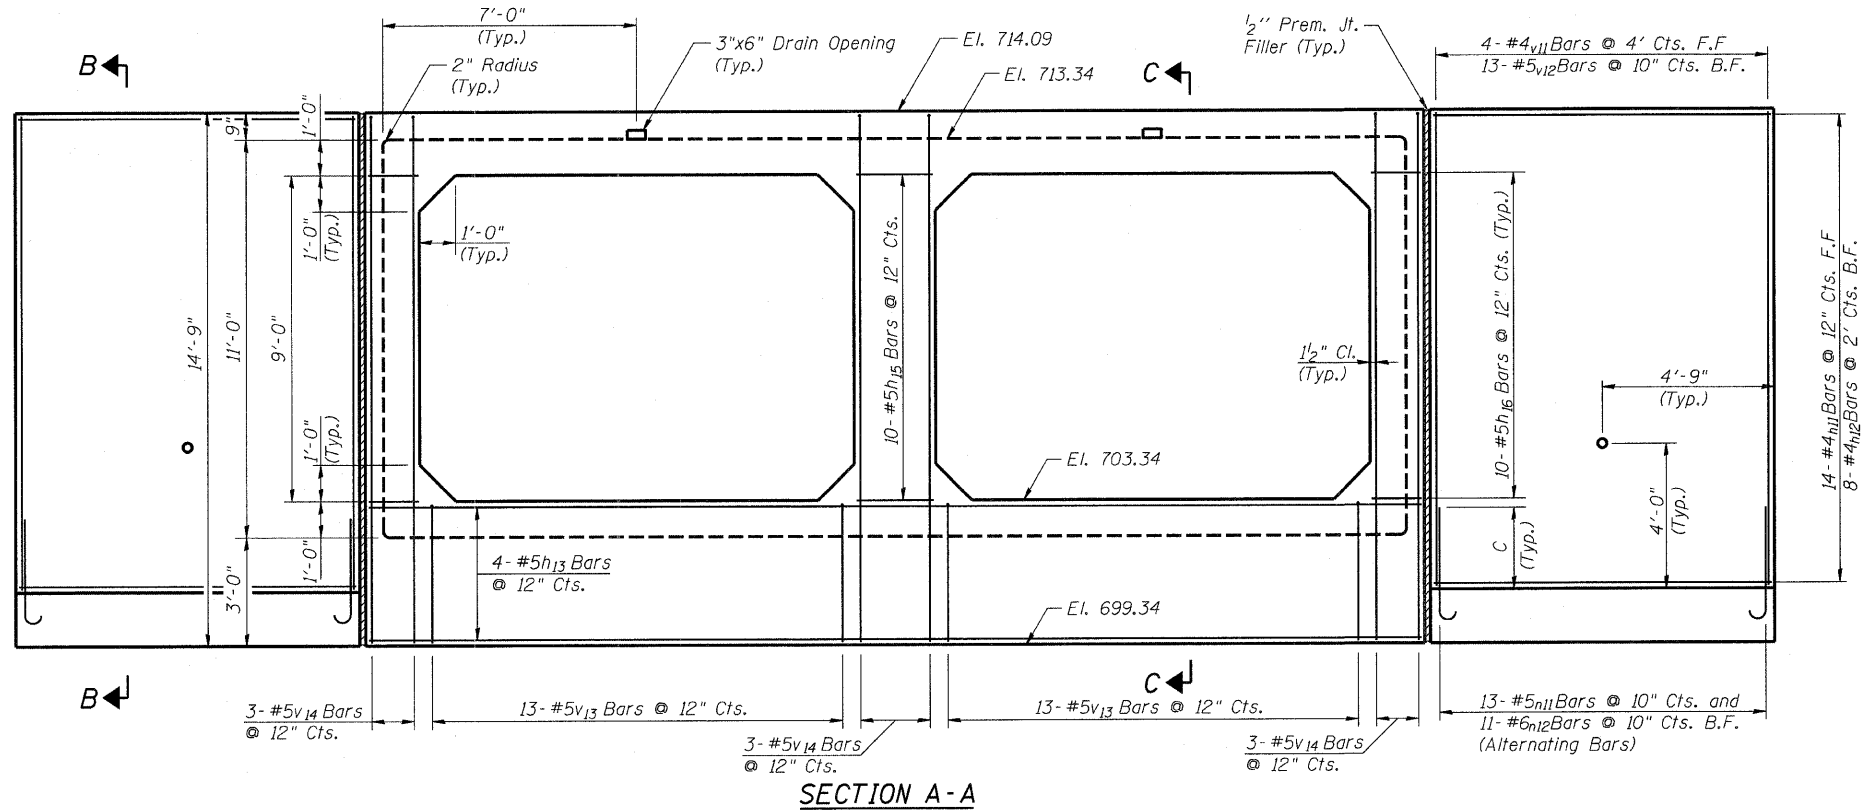 7'-0"
(Typ.)
B
2" Radius
(Typ.)
3"x6" Drain Opening
(Typ.)
El. 714.09
El. 713.34
C
1/2" Prem. Jt.
Filler (Typ.)
4- #4v11 Bars @ 4' Cts. F.F
13- #5v12 Bars @ 10" Cts. B.F.
9"
1'-0"
1'-0"
(Typ.)
1'-0"
(Typ.)
14'-9"
11'-0"
9'-0"
10- #5h15 Bars @ 12" Cts.
10- #5h16 Bars @ 12" Cts. (Typ.)
14- #4h11 Bars @ 12" Cts. F.F
8- #4h12 Bars @ 2' Cts. B.F.
1 1/2" Cl.
(Typ.)
4'-9"
(Typ.)
1'-0"
(Typ.)
El. 703.34
4'-0"
(Typ.)
C
(Typ.)
1'-0"
3'-0"
4- #5h13 Bars
@ 12" Cts.
El. 699.34
B
C
3- #5v14 Bars
@ 12" Cts.
13- #5v13 Bars @ 12" Cts.
3- #5v14 Bars
@ 12" Cts.
13- #5v13 Bars @ 12" Cts.
3- #5v14 Bars
@ 12" Cts.
13- #5n11 Bars @ 10" Cts. and
11- #6n12 Bars @ 10" Cts. B.F.
(Alternating Bars)
SECTION A-A